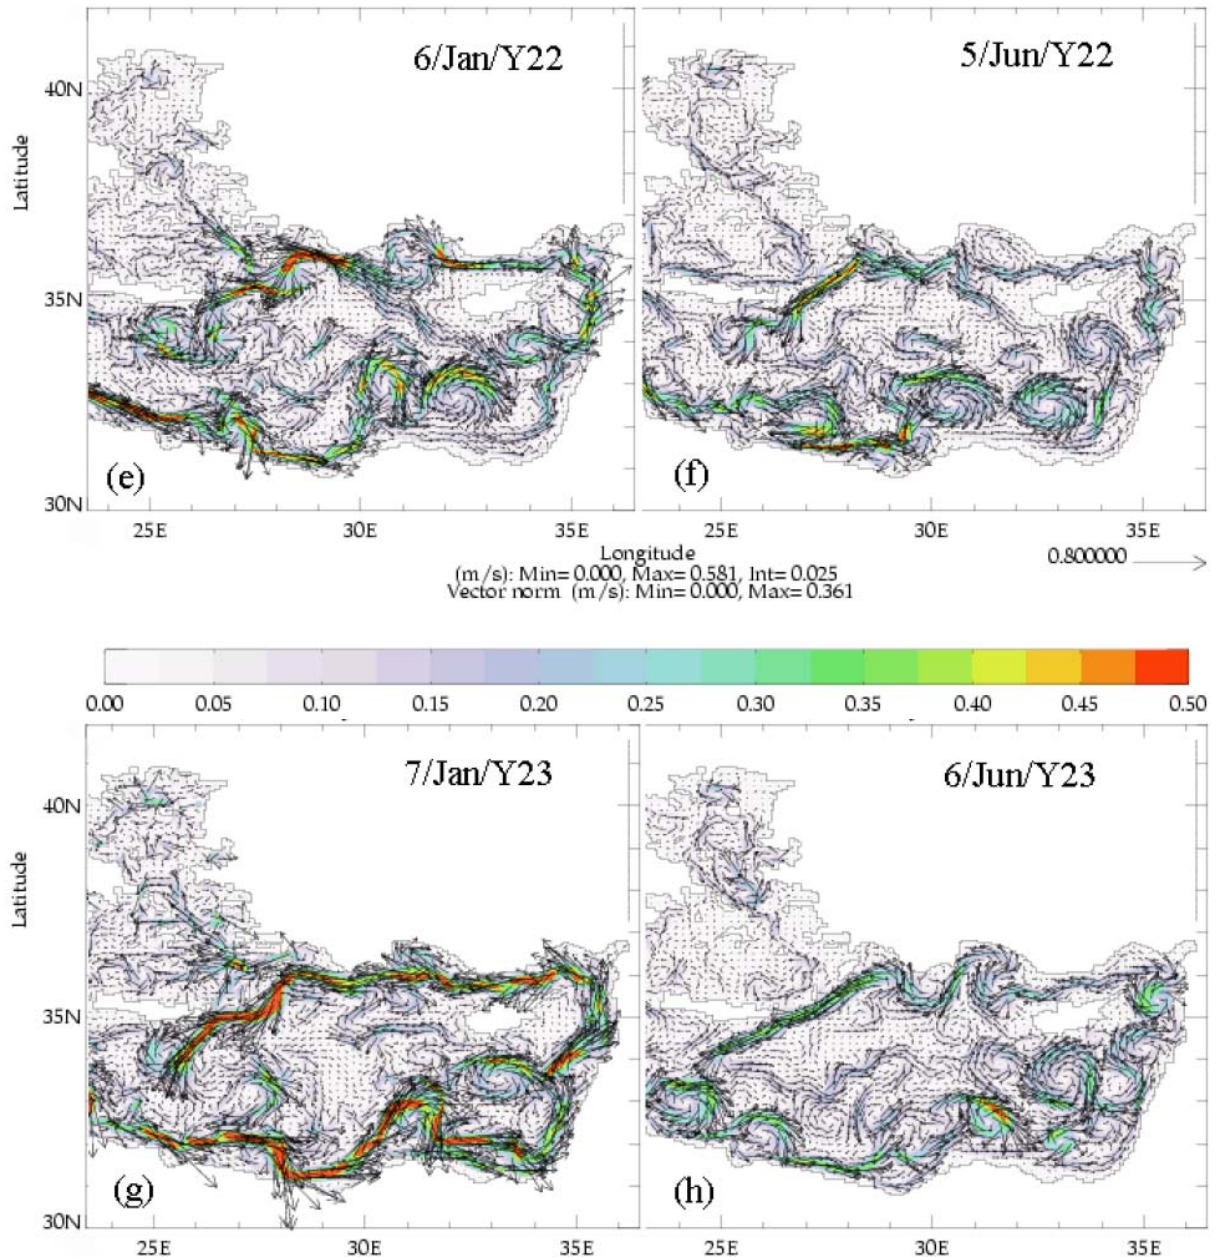 6/Jan/Y22
5/Jun/Y22
40N
Latitude
35N
(e)
(f)
30N
25E 30E 35E 25E 30E 35E
Longitude
0.800000
(m/s): Min= 0.000, Max= 0.581, Int= 0.025
Vector norm (m/s): Min= 0.000, Max= 0.361
0.00 0.05 0.10 0.15 0.20 0.25 0.30 0.35 0.40 0.45 0.50
7/Jan/Y23
6/Jun/Y23
40N
Latitude
35N
(g)
(h)
30N
25E 30E 35E 25E 30E 35E